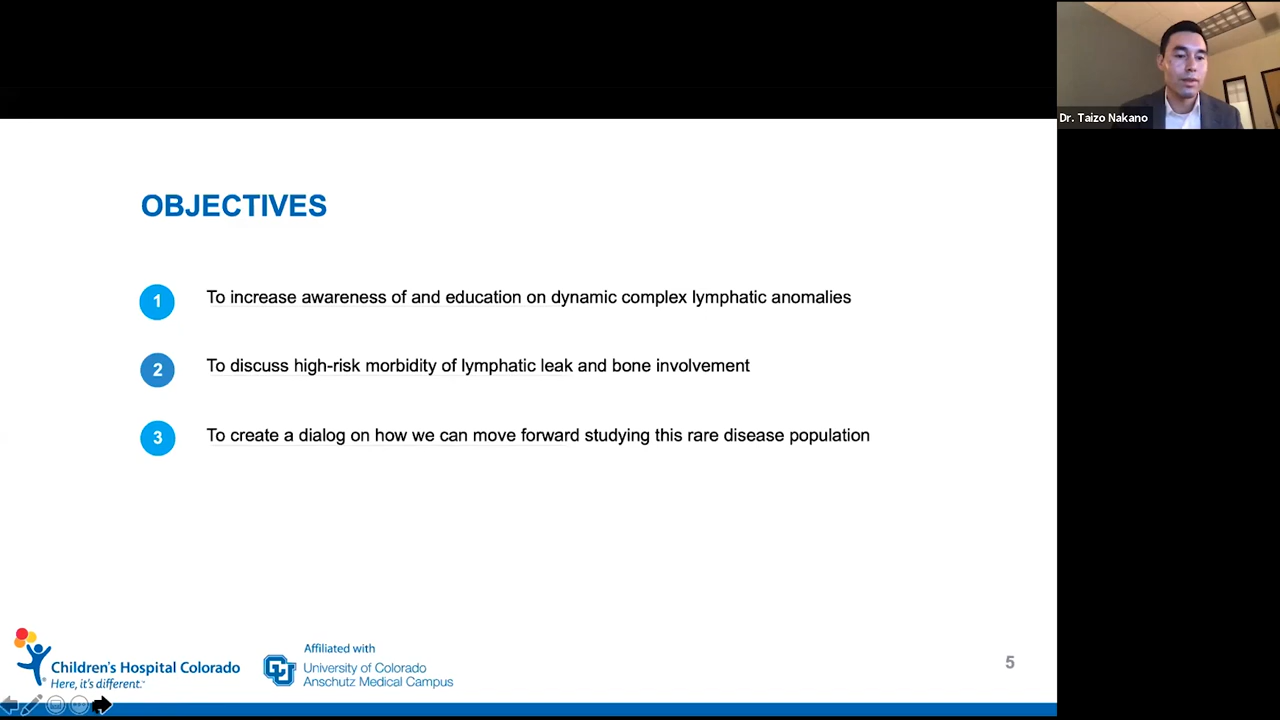 Dr. Taizo Nakano
OBJECTIVES
1 To increase awareness of and education on dynamic complex lymphatic anomalies
2 To discuss high-risk morbidity of lymphatic leak and bone involvement
3 To create a dialog on how we can move forward studying this rare disease population
Children's Hospital Colorado
Here, it's different.™
Affiliated with
CU
University of Colorado
Anschutz Medical Campus
5